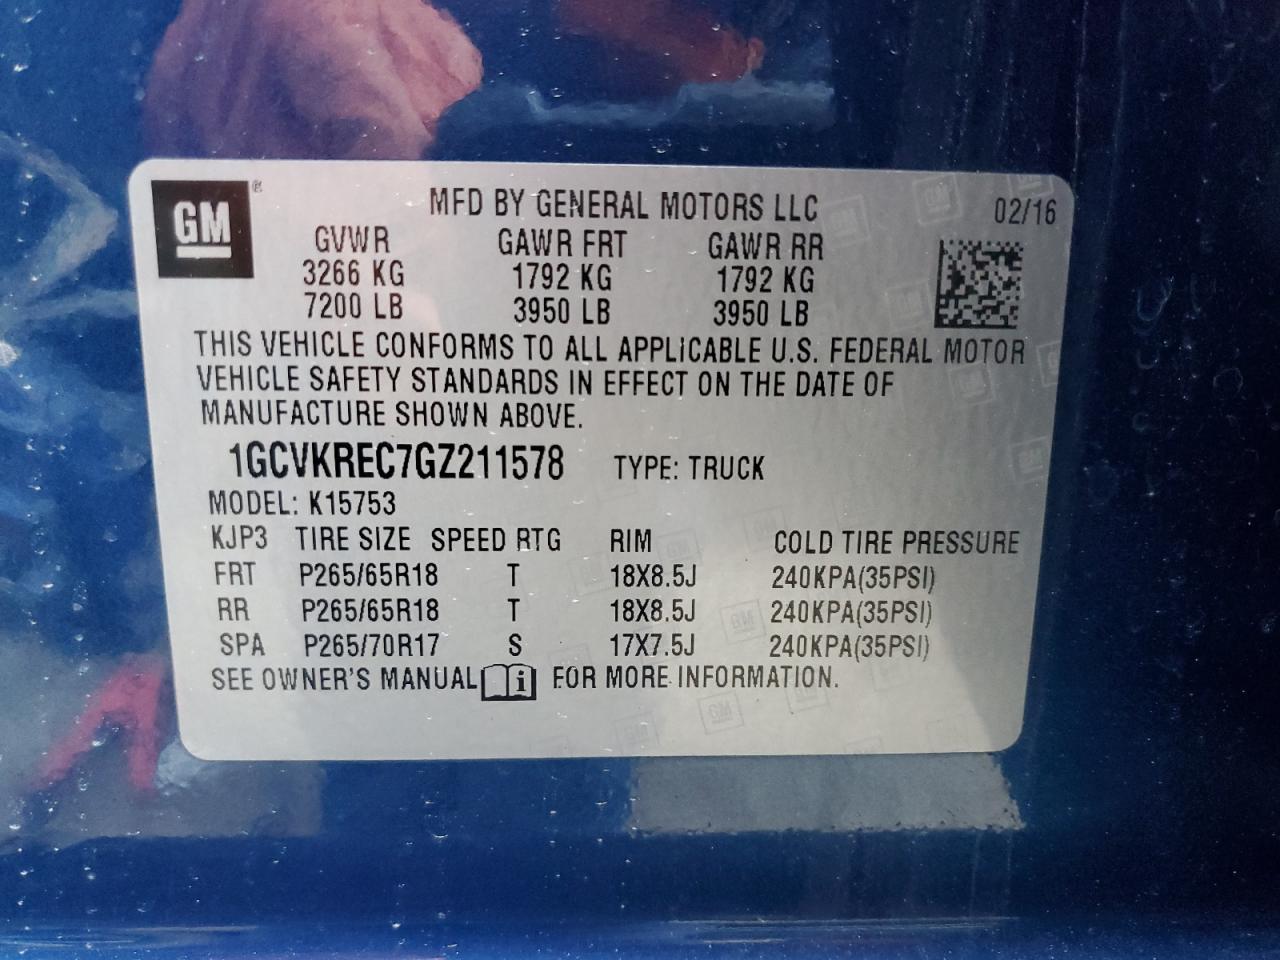 GM®
MFD BY GENERAL MOTORS LLC 02/16
GVWR GAWR FRT GAWR RR
3266 KG 1792 KG 1792 KG
7200 LB 3950 LB 3950 LB
THIS VEHICLE CONFORMS TO ALL APPLICABLE U.S. FEDERAL MOTOR
VEHICLE SAFETY STANDARDS IN EFFECT ON THE DATE OF
MANUFACTURE SHOWN ABOVE.
1GCVKREC7GZ211578 TYPE: TRUCK
MODEL: K15753
KJP3 TIRE SIZE SPEED RTG RIM COLD TIRE PRESSURE
FRT P265/65R18 T 18X8.5J 240KPA(35PSI)
RR P265/65R18 T 18X8.5J 240KPA(35PSI)
SPA P265/70R17 S 17X7.5J 240KPA(35PSI)
SEE OWNER'S MANUAL i FOR MORE INFORMATION.